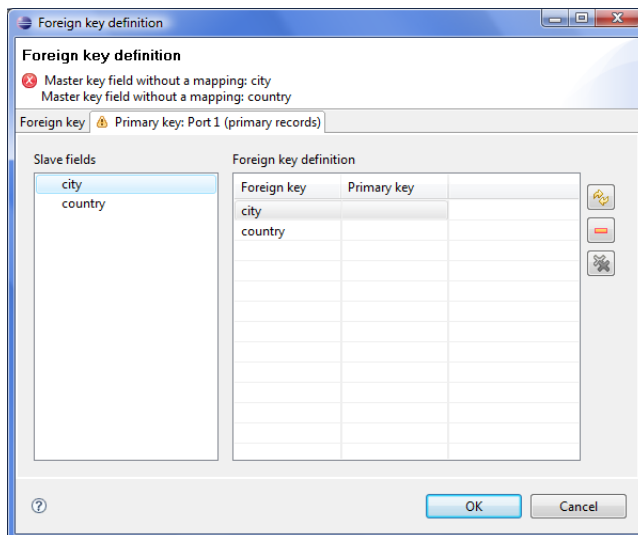 Foreign key definition
Foreign key definition
Master key field without a mapping: city
Master key field without a mapping: country
Foreign key Primary key: Port 1 (primary records)
Slave fields Foreign key definition
city
country
Foreign key Primary key
city
country
OK Cancel